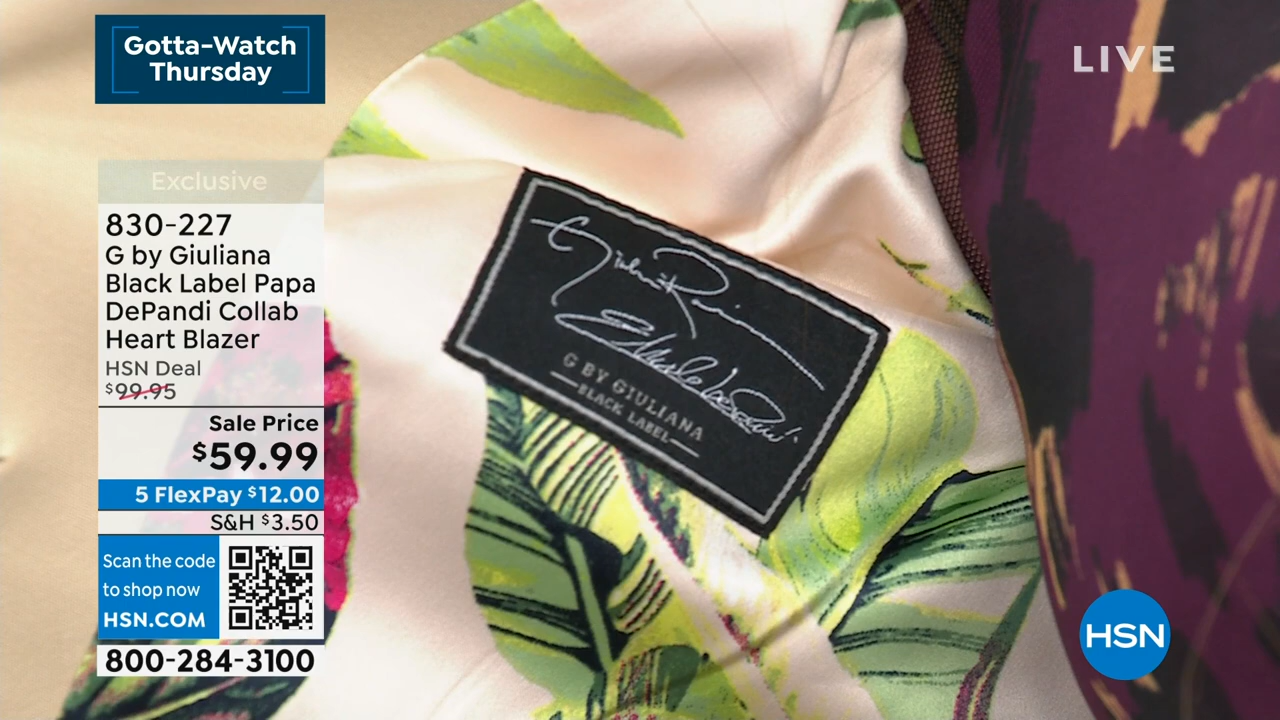 Gotta-Watch
Thursday
LIVE
Exclusive
830-227
G by Giuliana
Black Label Papa
DePandi Collab
Heart Blazer
HSN Deal
$99.95
Sale Price
$59.99
5 FlexPay $12.00
S&H $3.50
Scan the code
to shop now
HSN.COM
800-284-3100
G BY GIULIANA
BLACK LABEL
HSN